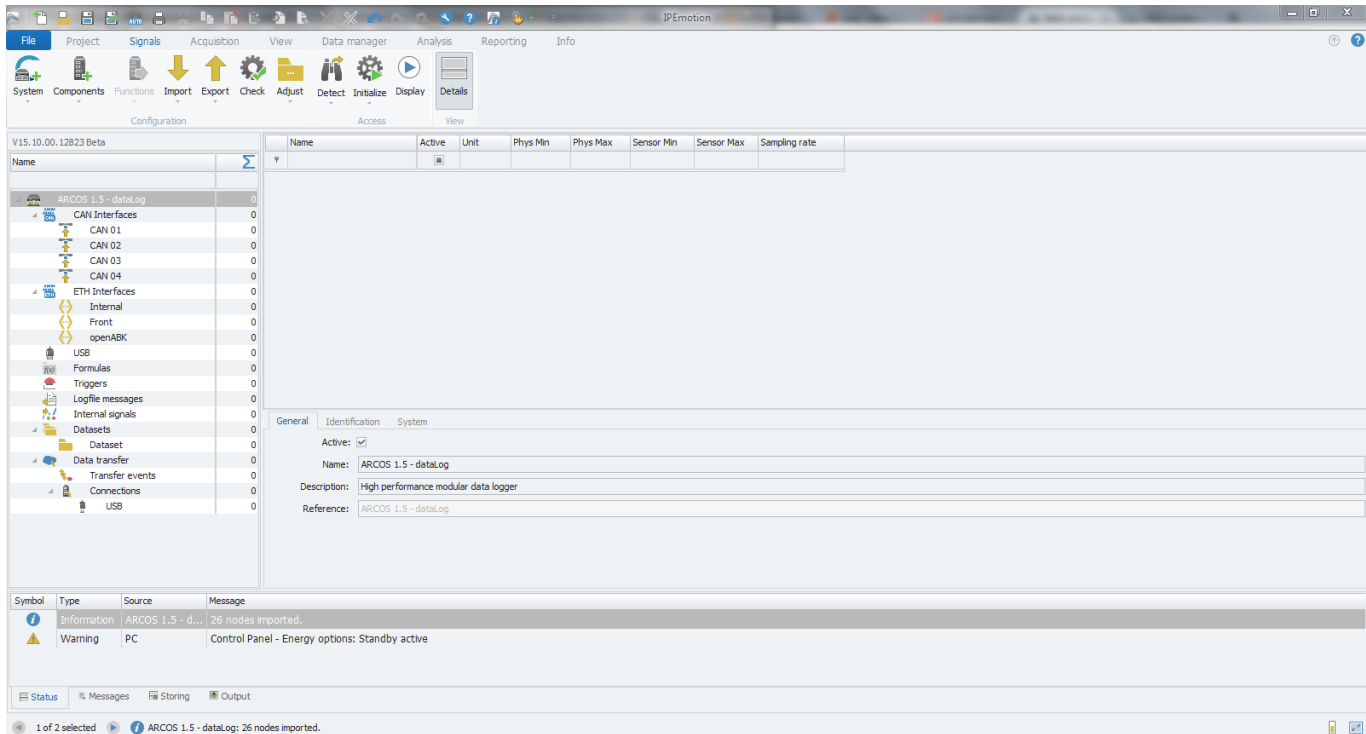 AUTO
IPEmotion
File Project Signals Acquisition View Data manager Analysis Reporting Info
System Components Functions Import Export Check Adjust Detect Initialize Display Details
Configuration Access View
V15.10.00.12823 Beta
Name Active Unit Phys Min Phys Max Sensor Min Sensor Max Sampling rate
Name Σ
ARCOS 1.5 - dataLog 0
CAN Interfaces 0
CAN 01 0
CAN 02 0
CAN 03 0
CAN 04 0
ETH Interfaces 0
Internal 0
Front 0
openABK 0
USB 0
f(x) Formulas 0
Triggers 0
Logfile messages 0
Internal signals 0
Datasets 0
Dataset 0
Data transfer 0
Transfer events 0
Connections 0
USB 0
General Identification System
Active:
Name: ARCOS 1.5 - dataLog
Description: High performance modular data logger
Reference: ARCOS 1.5 - dataLog
Symbol Type Source Message
Information ARCOS 1.5 - d... 26 nodes imported.
Warning PC Control Panel - Energy options: Standby active
Status Messages Storing Output
1 of 2 selected ARCOS 1.5 - dataLog: 26 nodes imported.